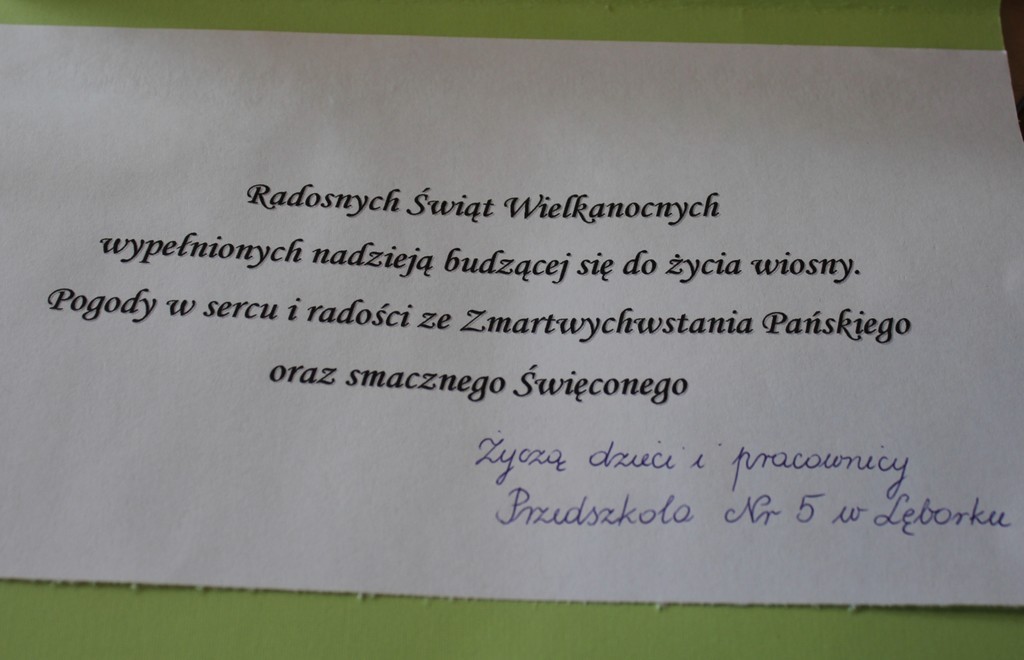 Radosnych Świąt Wielkanocnych
wypełnionych nadzieją budzącej się do życia wiosny.
Pogody w sercu i radości ze Zmartwychwstania Pańskiego
oraz smacznego Święconego
Życzą dzieci i pracownicy
Przedszkola Nr 5 w Lęborku